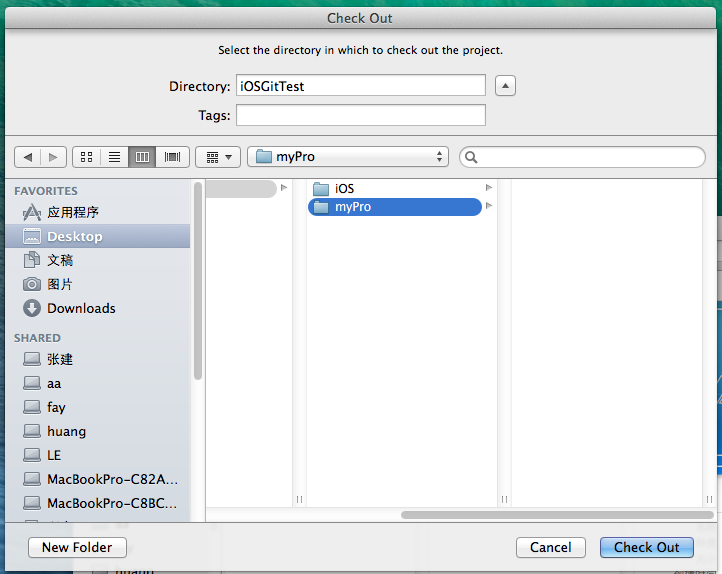 Check Out
Select the directory in which to check out the project.
Directory: iOSGitTest
Tags:
myPro
FAVORITES
应用程序
Desktop
文稿
图片
Downloads
SHARED
张建
aa
fay
huang
LE
MacBookPro-C82A...
MacBookPro-C8BC...
iOS
myPro
New Folder
Cancel
Check Out